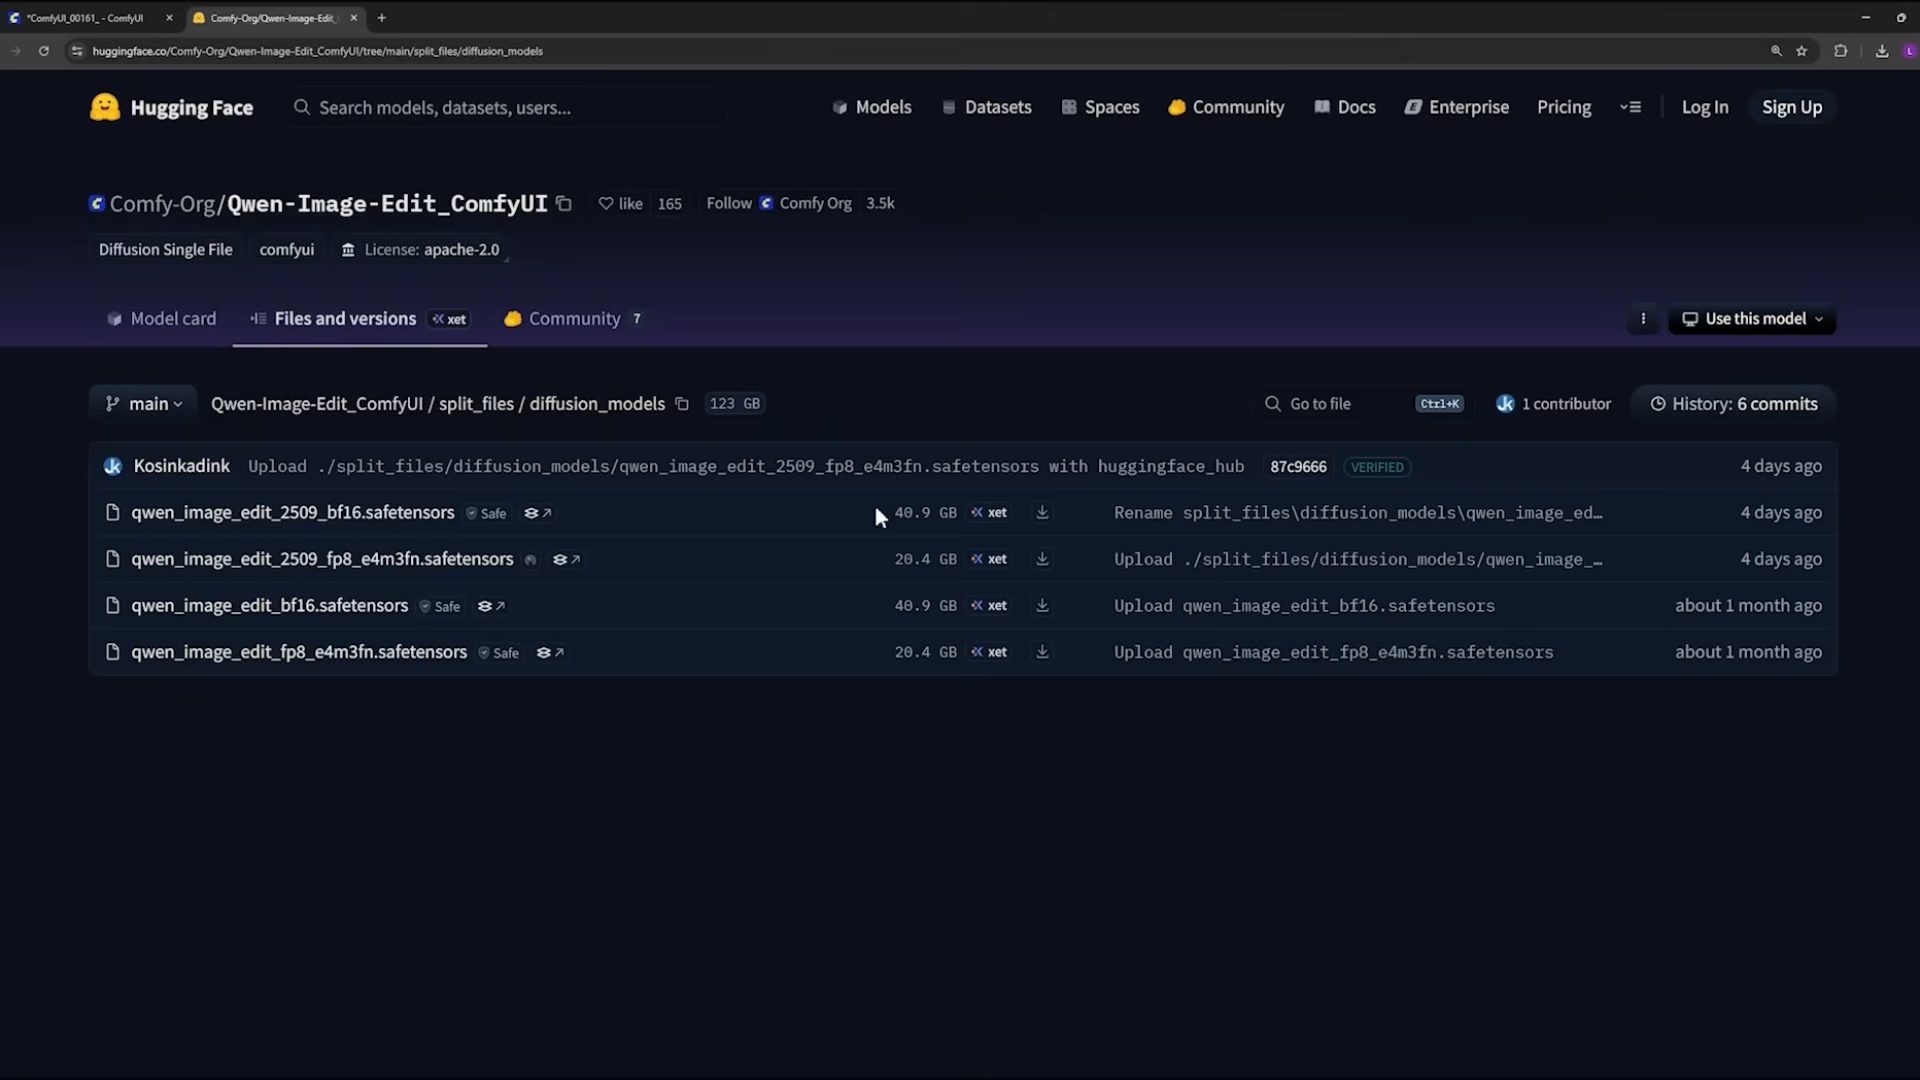 *ComfyUI_00161_ - ComfyUI
Comfy-Org/Qwen-Image-Edit_
huggingface.co/Comfy-Org/Qwen-Image-Edit_ComfyUI/tree/main/split_files/diffusion_models
L
Hugging Face
Search models, datasets, users...
Models
Datasets
Spaces
Community
Docs
Enterprise
Pricing
Log In
Sign Up
Comfy-Org/Qwen-Image-Edit_ComfyUI
like 165
Follow Comfy Org 3.5k
Diffusion Single File
comfyui
License: apache-2.0
Model card
Files and versions xet
Community 7
Use this model
main
Qwen-Image-Edit_ComfyUI / split_files / diffusion_models
123 GB
Go to file Ctrl+K
jk 1 contributor
History: 6 commits
jk Kosinkadink Upload ./split_files/diffusion_models/qwen_image_edit_2509_fp8_e4m3fn.safetensors with huggingface_hub 87c9666 VERIFIED 4 days ago
qwen_image_edit_2509_bf16.safetensors Safe 40.9 GB xet Rename split_files\diffusion_models\qwen_image_ed… 4 days ago
qwen_image_edit_2509_fp8_e4m3fn.safetensors 20.4 GB xet Upload ./split_files/diffusion_models/qwen_image_… 4 days ago
qwen_image_edit_bf16.safetensors Safe 40.9 GB xet Upload qwen_image_edit_bf16.safetensors about 1 month ago
qwen_image_edit_fp8_e4m3fn.safetensors Safe 20.4 GB xet Upload qwen_image_edit_fp8_e4m3fn.safetensors about 1 month ago